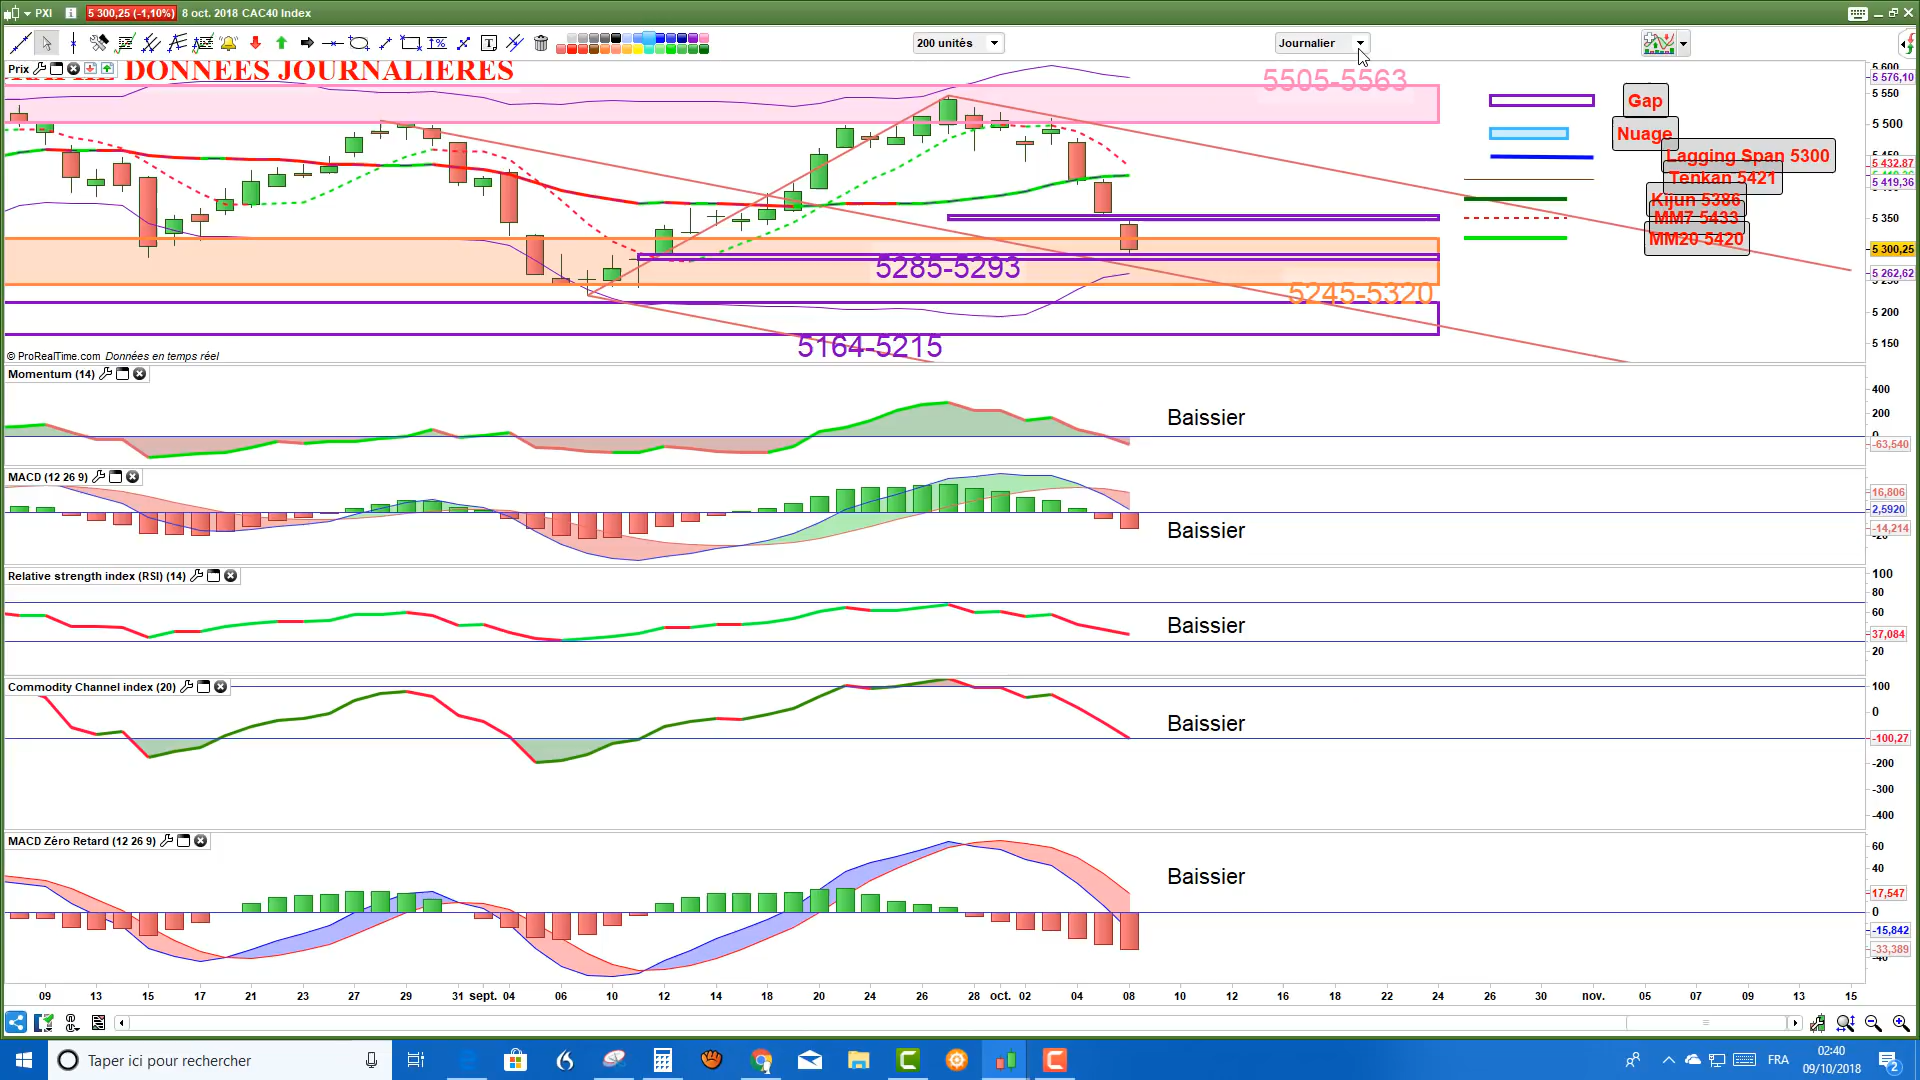 PXI 5 300,25 (-1,10%) 8 oct. 2018 CAC40 Index
200 unités Journalier
Prix DONNEES JOURNALIERES
5505-5563
5285-5293
5245-5320
5164-5215
Gap
Nuage
Lagging Span 5300
Tenkan 5421
Kijun 5386
MM7 5433
MM20 5420
5 600
5 576,10
5 550
5 500
5 432,87
5 419,36
5 350
5 300,25
5 262,62
5 200
5 150
© ProRealTime.com Données en temps réel
Momentum (14)
Baissier
400
200
0
-63,540
MACD (12 26 9)
Baissier
16,806
2,5920
-14,214
Relative strength index (RSI) (14)
Baissier
100
80
60
37,084
20
Commodity Channel index (20)
Baissier
100
0
-100,27
-200
-300
-400
MACD Zéro Retard (12 26 9)
Baissier
60
40
17,547
0
-15,842
-33,389
09 13 15 17 21 23 27 29 31 sept. 04 06 10 12 14 18 20 24 26 28 oct. 02 04 08 10 12 16 18 22 24 26 30 nov. 05 07 09 13 15
Taper ici pour rechercher
FRA
02:40
09/10/2018
2